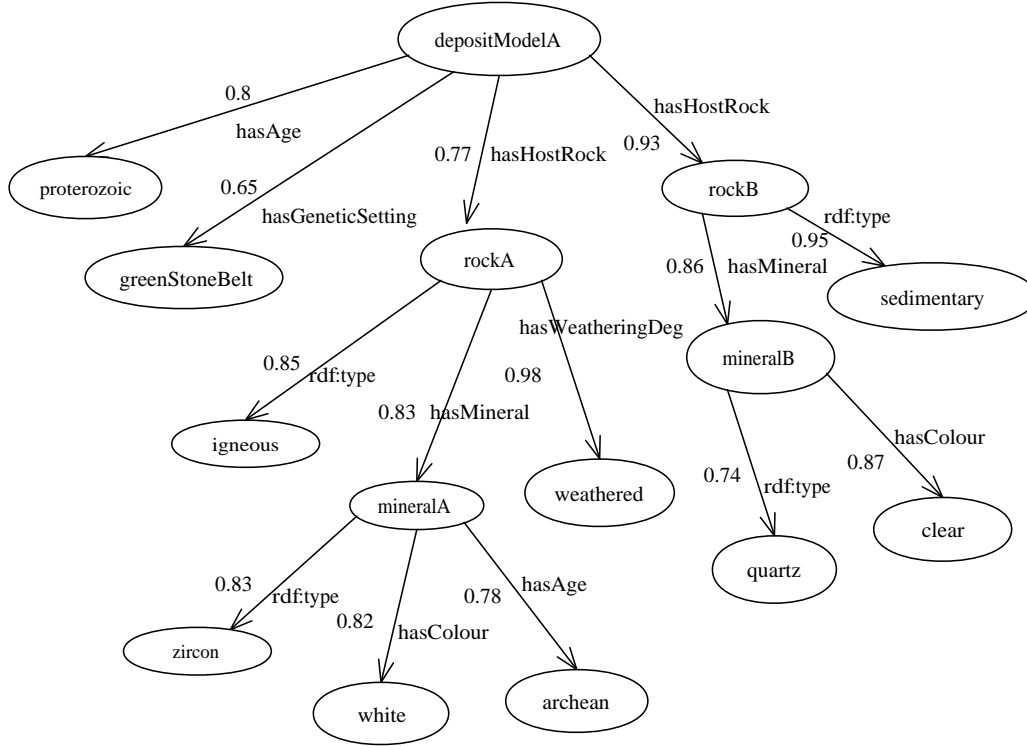 depositModelA
0.8
hasAge
hasHostRock
0.93
0.77
hasHostRock
proterozoic
0.65
hasGeneticSetting
rockB
rdf:type
0.95
greenStoneBelt
rockA
0.86
hasMineral
sedimentary
hasWeatheringDeg
0.85
rdf:type
0.98
mineralB
0.83
hasMineral
igneous
hasColour
0.87
0.74
rdf:type
mineralA
weathered
clear
quartz
0.83
rdf:type
0.82
hasColour
0.78
hasAge
zircon
white
archean